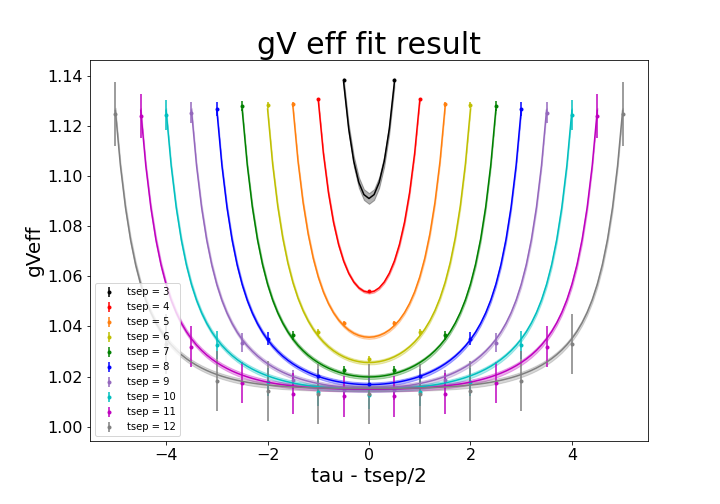 gV eff fit result
gVeff
1.14
1.12
1.10
1.08
1.06
1.04
1.02
1.00
tsep = 3
tsep = 4
tsep = 5
tsep = 6
tsep = 7
tsep = 8
tsep = 9
tsep = 10
tsep = 11
tsep = 12
−4 −2 0 2 4
tau - tsep/2